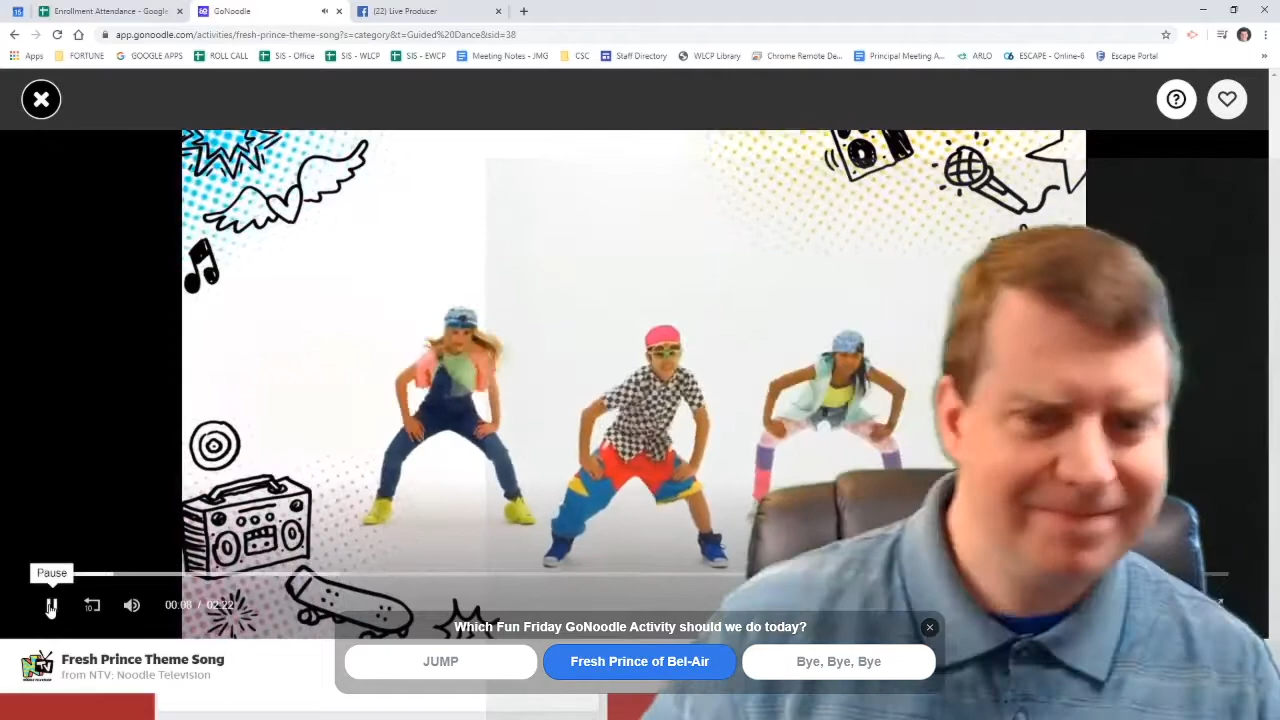 15
Enrollment Attendance - Google
GoNoodle
(22) Live Producer
app.gonoodle.com/activities/fresh-prince-theme-song?s=category&t=Guided%20Dance&sid=38
Apps
FORTUNE
GOOGLE APPS
ROLL CALL
SIS - Office
SIS - WLCP
SIS - EWCP
Meeting Notes - JMG
CSC
Staff Directory
WLCP Library
Chrome Remote De...
Principal Meeting A...
ARLO
ESCAPE - Online-6
Escape Portal
Pause
10
00:08 / 02:22
Which Fun Friday GoNoodle Activity should we do today?
JUMP
Fresh Prince of Bel-Air
Bye, Bye, Bye
Fresh Prince Theme Song
from NTV: Noodle Television